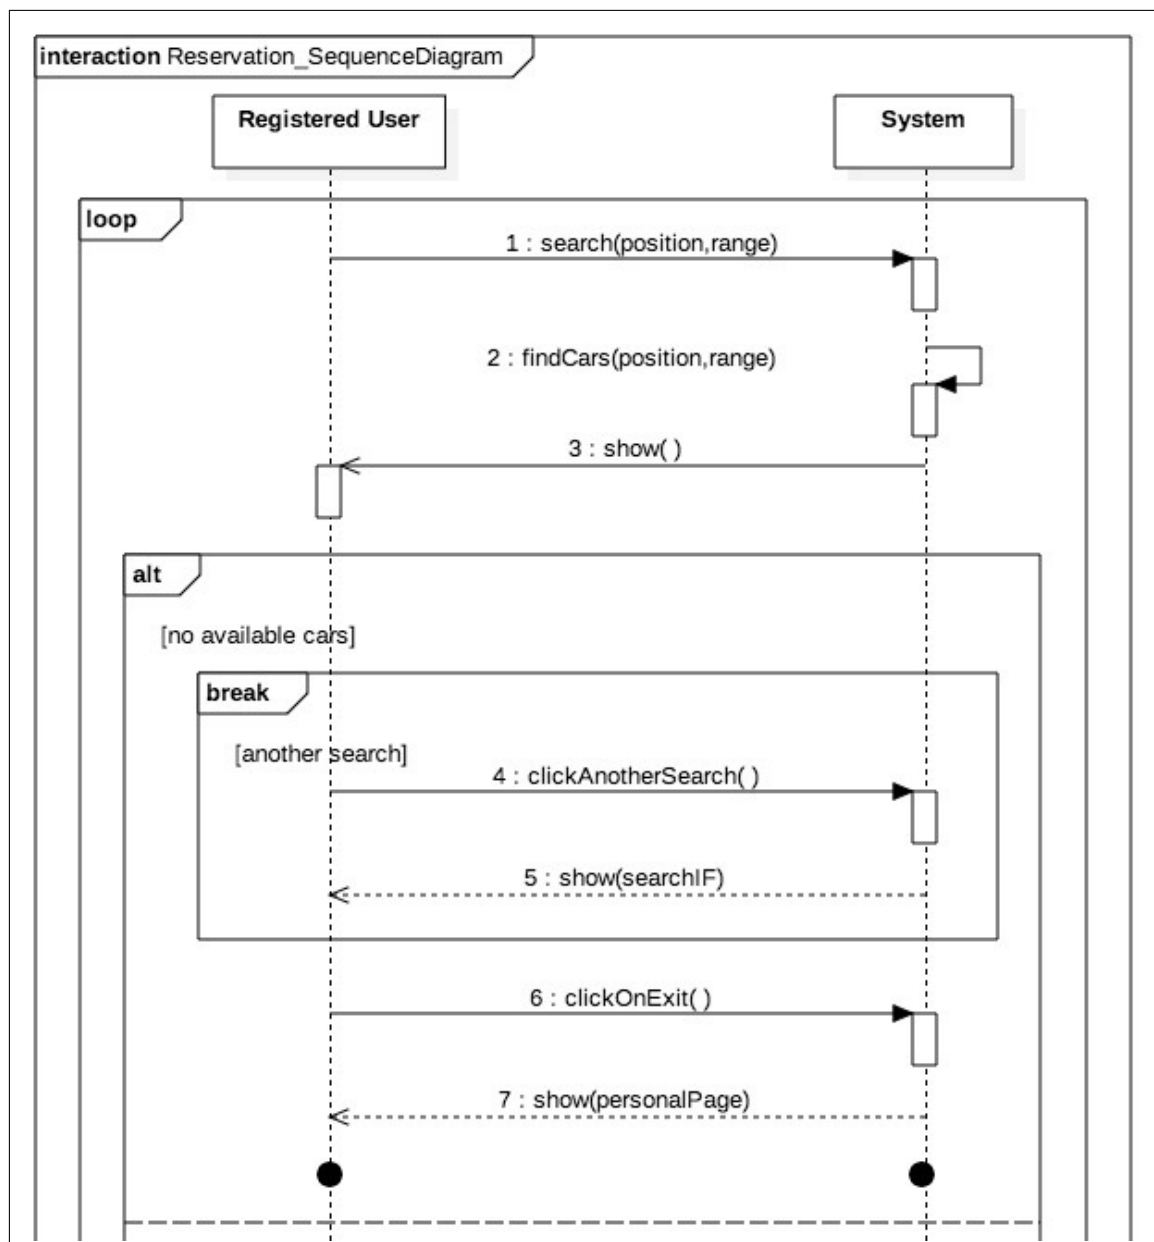 interaction Reservation_SequenceDiagram
Registered User
System
loop
1 : search(position,range)
2 : findCars(position,range)
3 : show( )
alt
[no available cars]
break
[another search]
4 : clickAnotherSearch( )
5 : show(searchIF)
6 : clickOnExit( )
7 : show(personalPage)